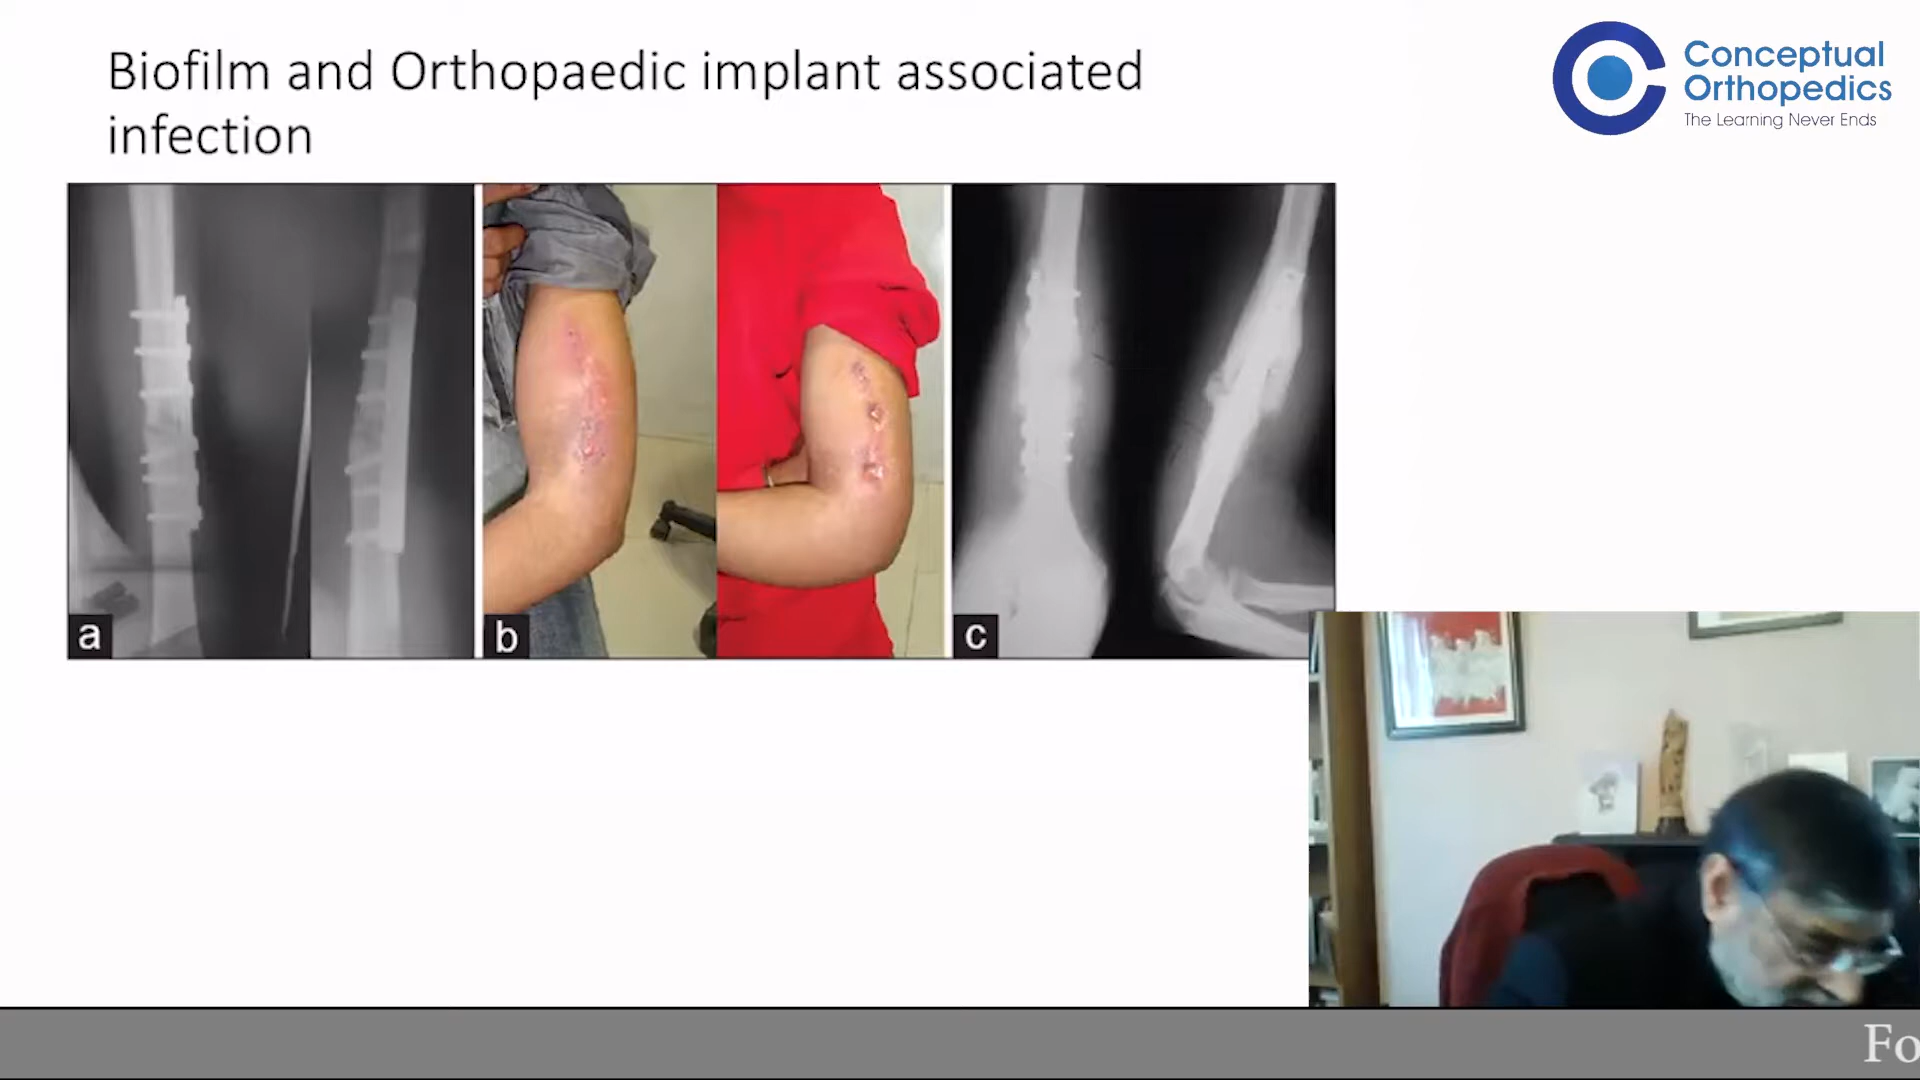 Biofilm and Orthopaedic implant associated
infection
Conceptual
Orthopedics
The Learning Never Ends
a
b
c
Fo